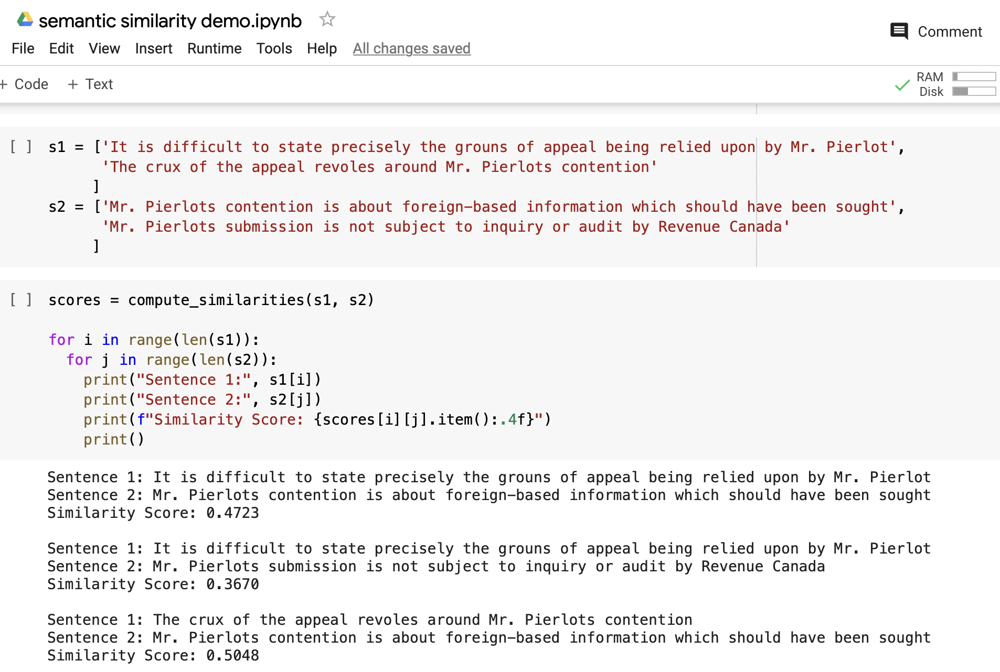 semantic similarity demo.ipynb
Comment
File Edit View Insert Runtime Tools Help All changes saved
+ Code + Text
RAM
Disk
[ ] s1 = ['It is difficult to state precisely the grouns of appeal being relied upon by Mr. Pierlot',
'The crux of the appeal revoles around Mr. Pierlots contention'
]
s2 = ['Mr. Pierlots contention is about foreign-based information which should have been sought',
'Mr. Pierlots submission is not subject to inquiry or audit by Revenue Canada'
]
[ ] scores = compute_similarities(s1, s2)
for i in range(len(s1)):
for j in range(len(s2)):
print("Sentence 1:", s1[i])
print("Sentence 2:", s2[j])
print(f"Similarity Score: {scores[i][j].item():.4f}")
print()
Sentence 1: It is difficult to state precisely the grouns of appeal being relied upon by Mr. Pierlot
Sentence 2: Mr. Pierlots contention is about foreign-based information which should have been sought
Similarity Score: 0.4723
Sentence 1: It is difficult to state precisely the grouns of appeal being relied upon by Mr. Pierlot
Sentence 2: Mr. Pierlots submission is not subject to inquiry or audit by Revenue Canada
Similarity Score: 0.3670
Sentence 1: The crux of the appeal revoles around Mr. Pierlots contention
Sentence 2: Mr. Pierlots contention is about foreign-based information which should have been sought
Similarity Score: 0.5048